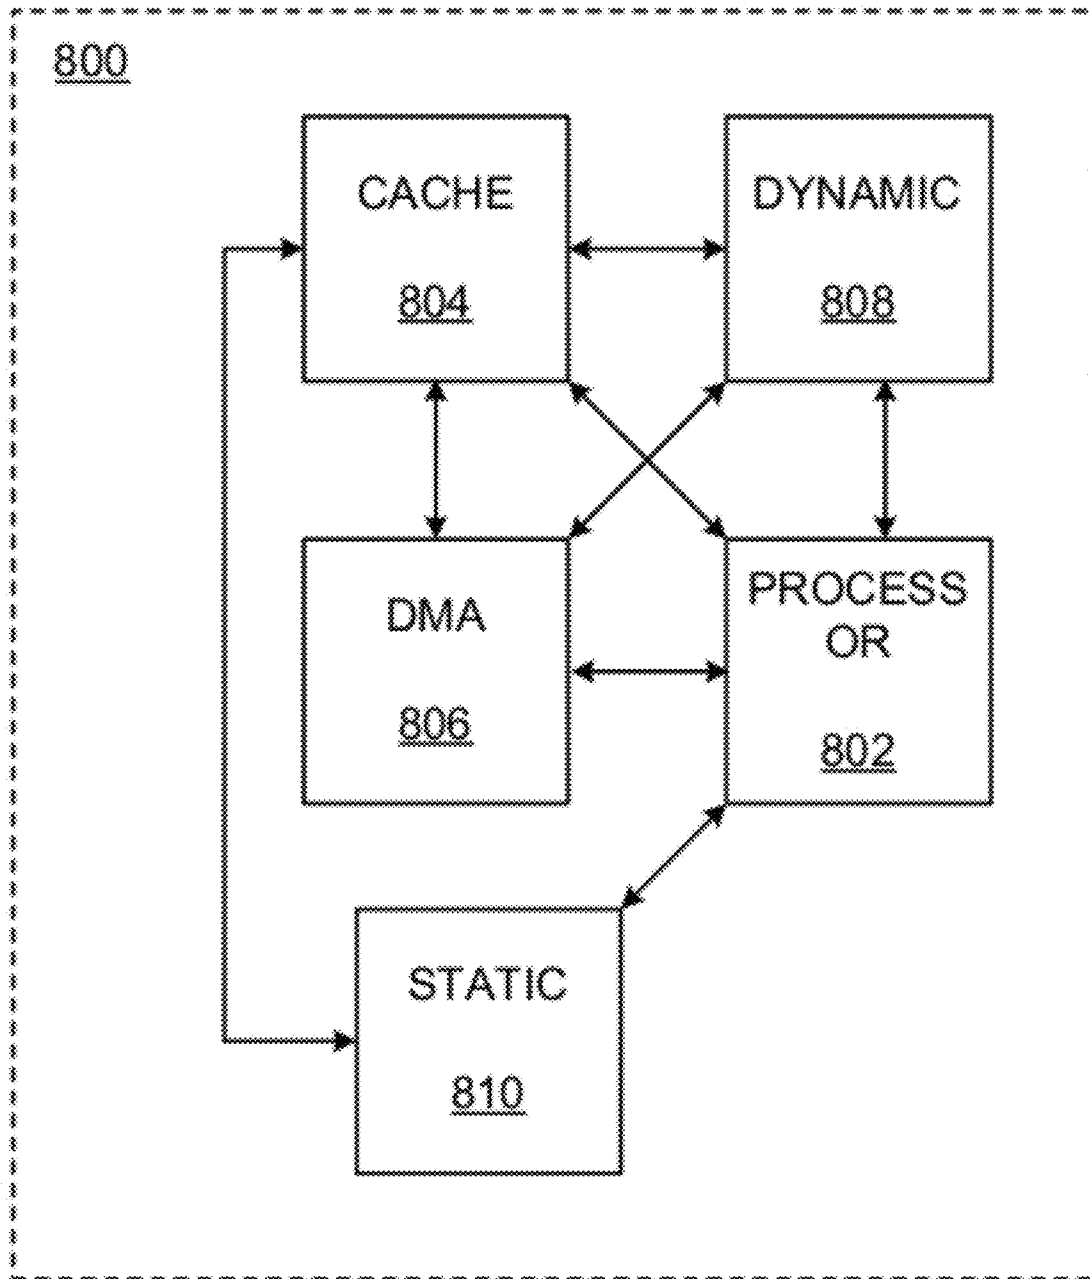 800
CACHE
804
DYNAMIC
808
DMA
806
PROCESS
OR
802
STATIC
810